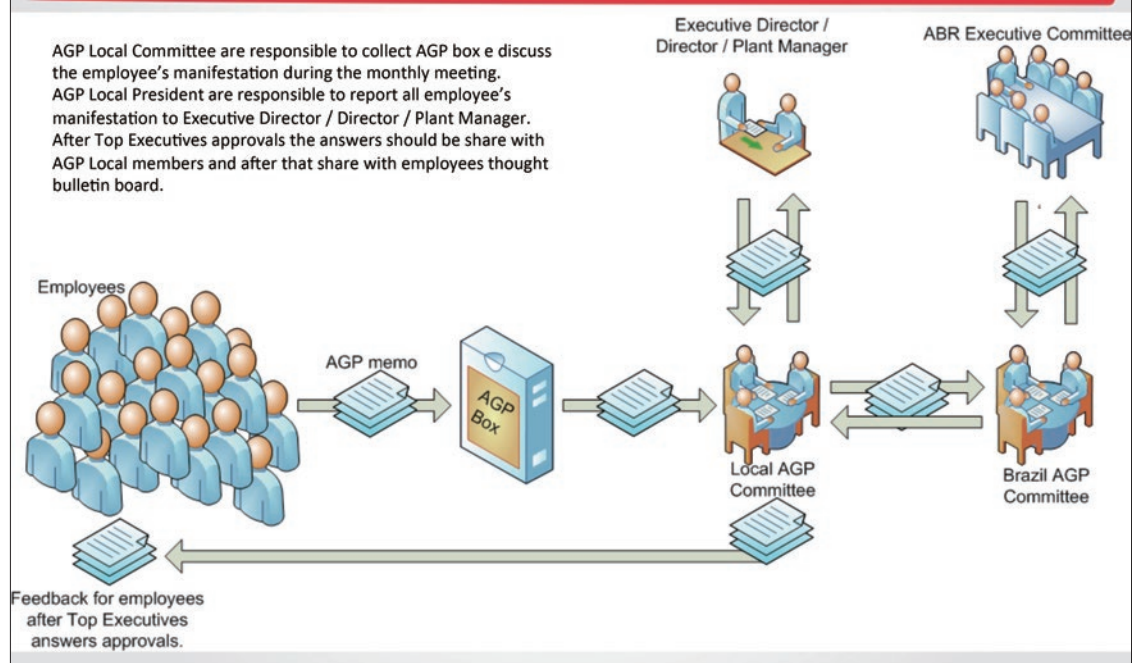 AGP Local Committee are responsible to collect AGP box e discuss
the employee's manifestation during the monthly meeting.
AGP Local President are responsible to report all employee's
manifestation to Executive Director / Director / Plant Manager.
After Top Executives approvals the answers should be share with
AGP Local members and after that share with employees thought
bulletin board.
Executive Director /
Director / Plant Manager
ABR Executive Committee
Employees
AGP memo
AGP
Box
Local AGP
Committee
Brazil AGP
Committee
Feedback for employees
after Top Executives
answers approvals.